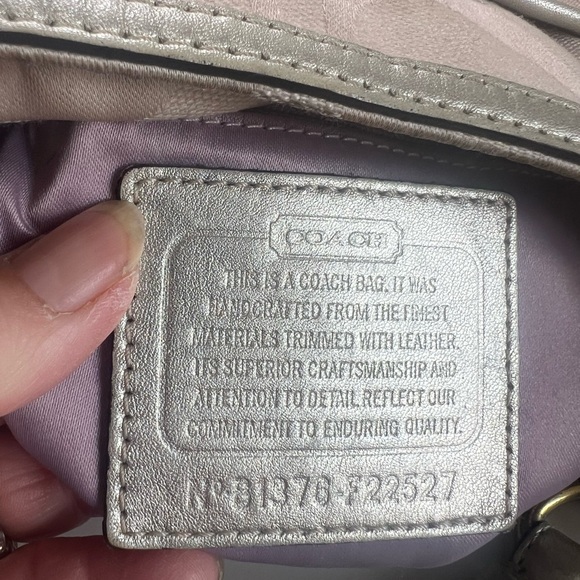 COACH
THIS IS A COACH BAG. IT WAS
HANDCRAFTED FROM THE FINEST
MATERIALS TRIMMED WITH LEATHER.
ITS SUPERIOR CRAFTSMANSHIP AND
ATTENTION TO DETAIL REFLECT OUR
COMMITMENT TO ENDURING QUALITY.
Nº 81376-F22527